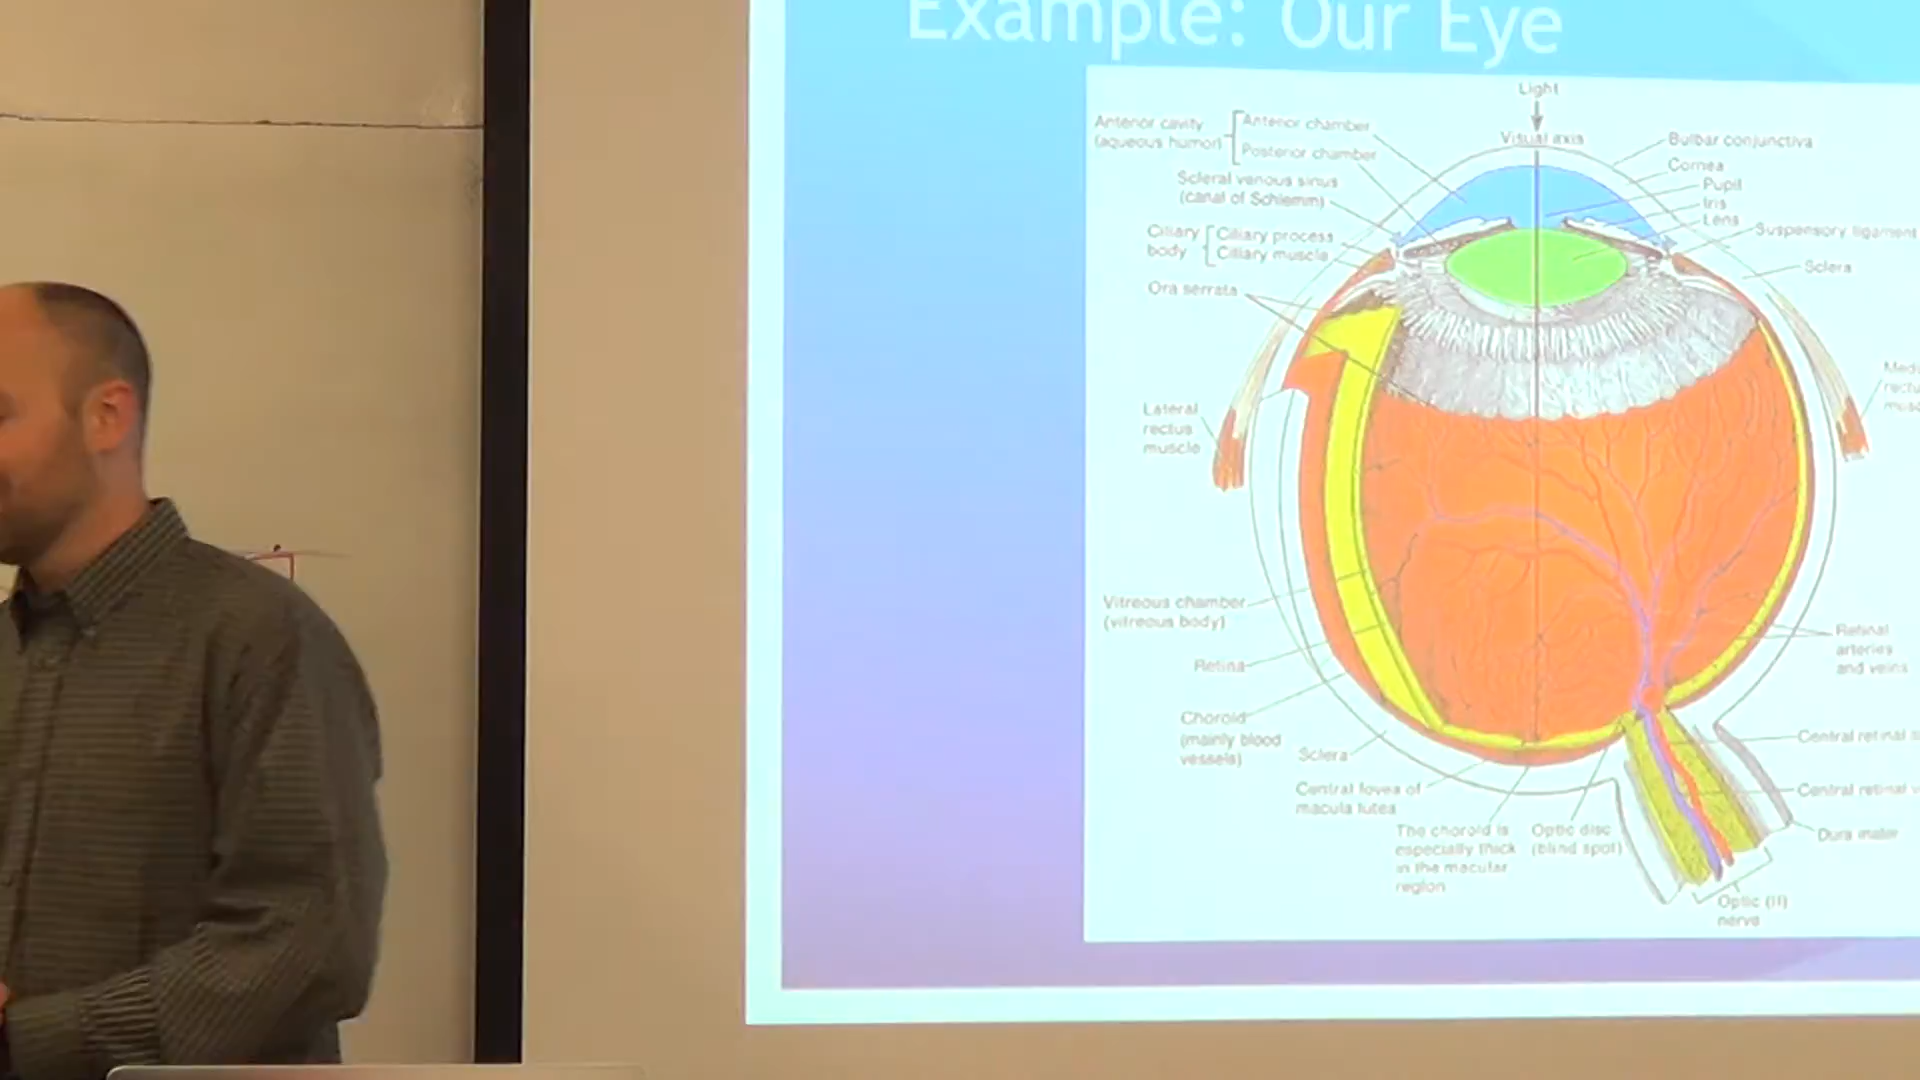 Example: Our Eye
Light
Visual axis
Anterior cavity
(aqueous humor)
Anterior chamber
Posterior chamber
Scleral venous sinus
(canal of Schlemm)
Ciliary
body
Ciliary process
Ciliary muscle
Ora serrata
Bulbar conjunctiva
Cornea
Pupil
Iris
Lens
Suspensory ligament
Sclera
Lateral
rectus
muscle
Vitreous chamber
(vitreous body)
Retina
Choroid
(mainly blood
vessels)
Sclera
Central fovea of
macula lutea
The choroid is
especially thick
in the macular
region
Optic disc
(blind spot)
Retinal
arteries
and veins
Central retinal
Central retinal
Dura mater
Optic (II)
nerve